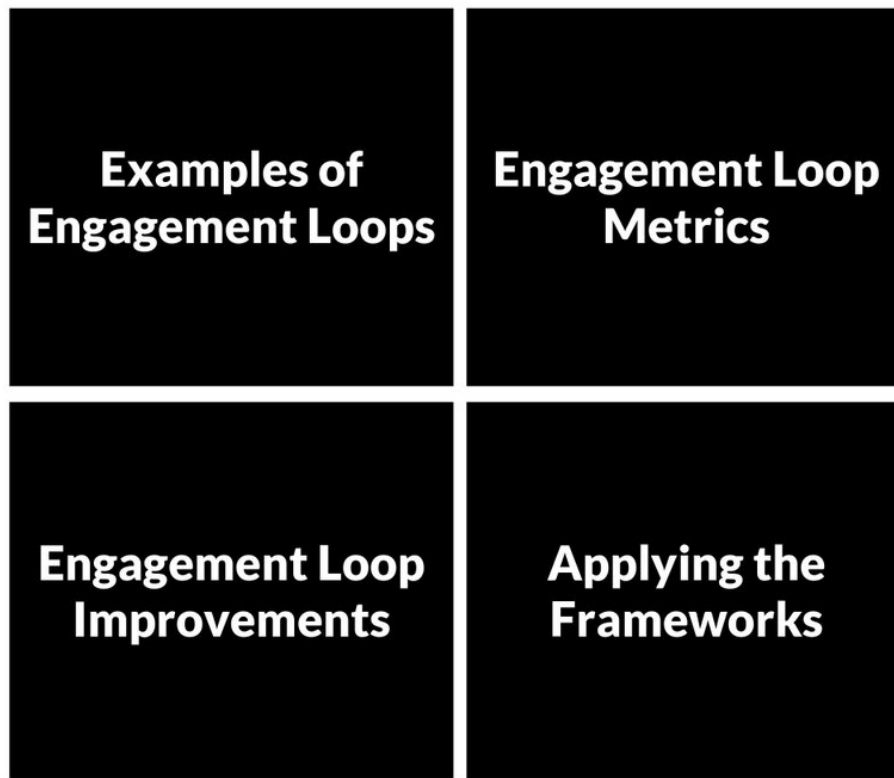 Examples of
Engagement Loops
Engagement Loop
Metrics
Engagement Loop
Improvements
Applying the
Frameworks